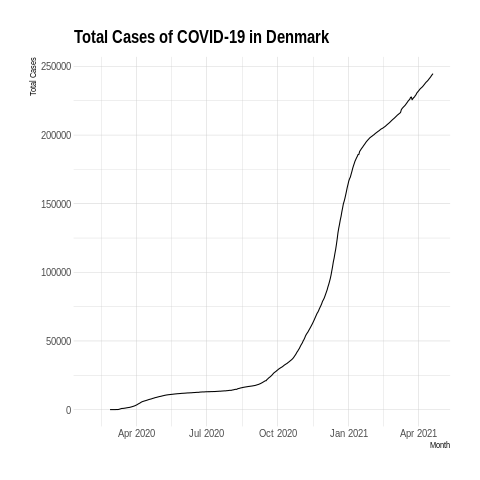 Total Cases of COVID-19 in Denmark
Total Cases
250000
200000
150000
100000
50000
0
Apr 2020
Jul 2020
Oct 2020
Jan 2021
Apr 2021
Month